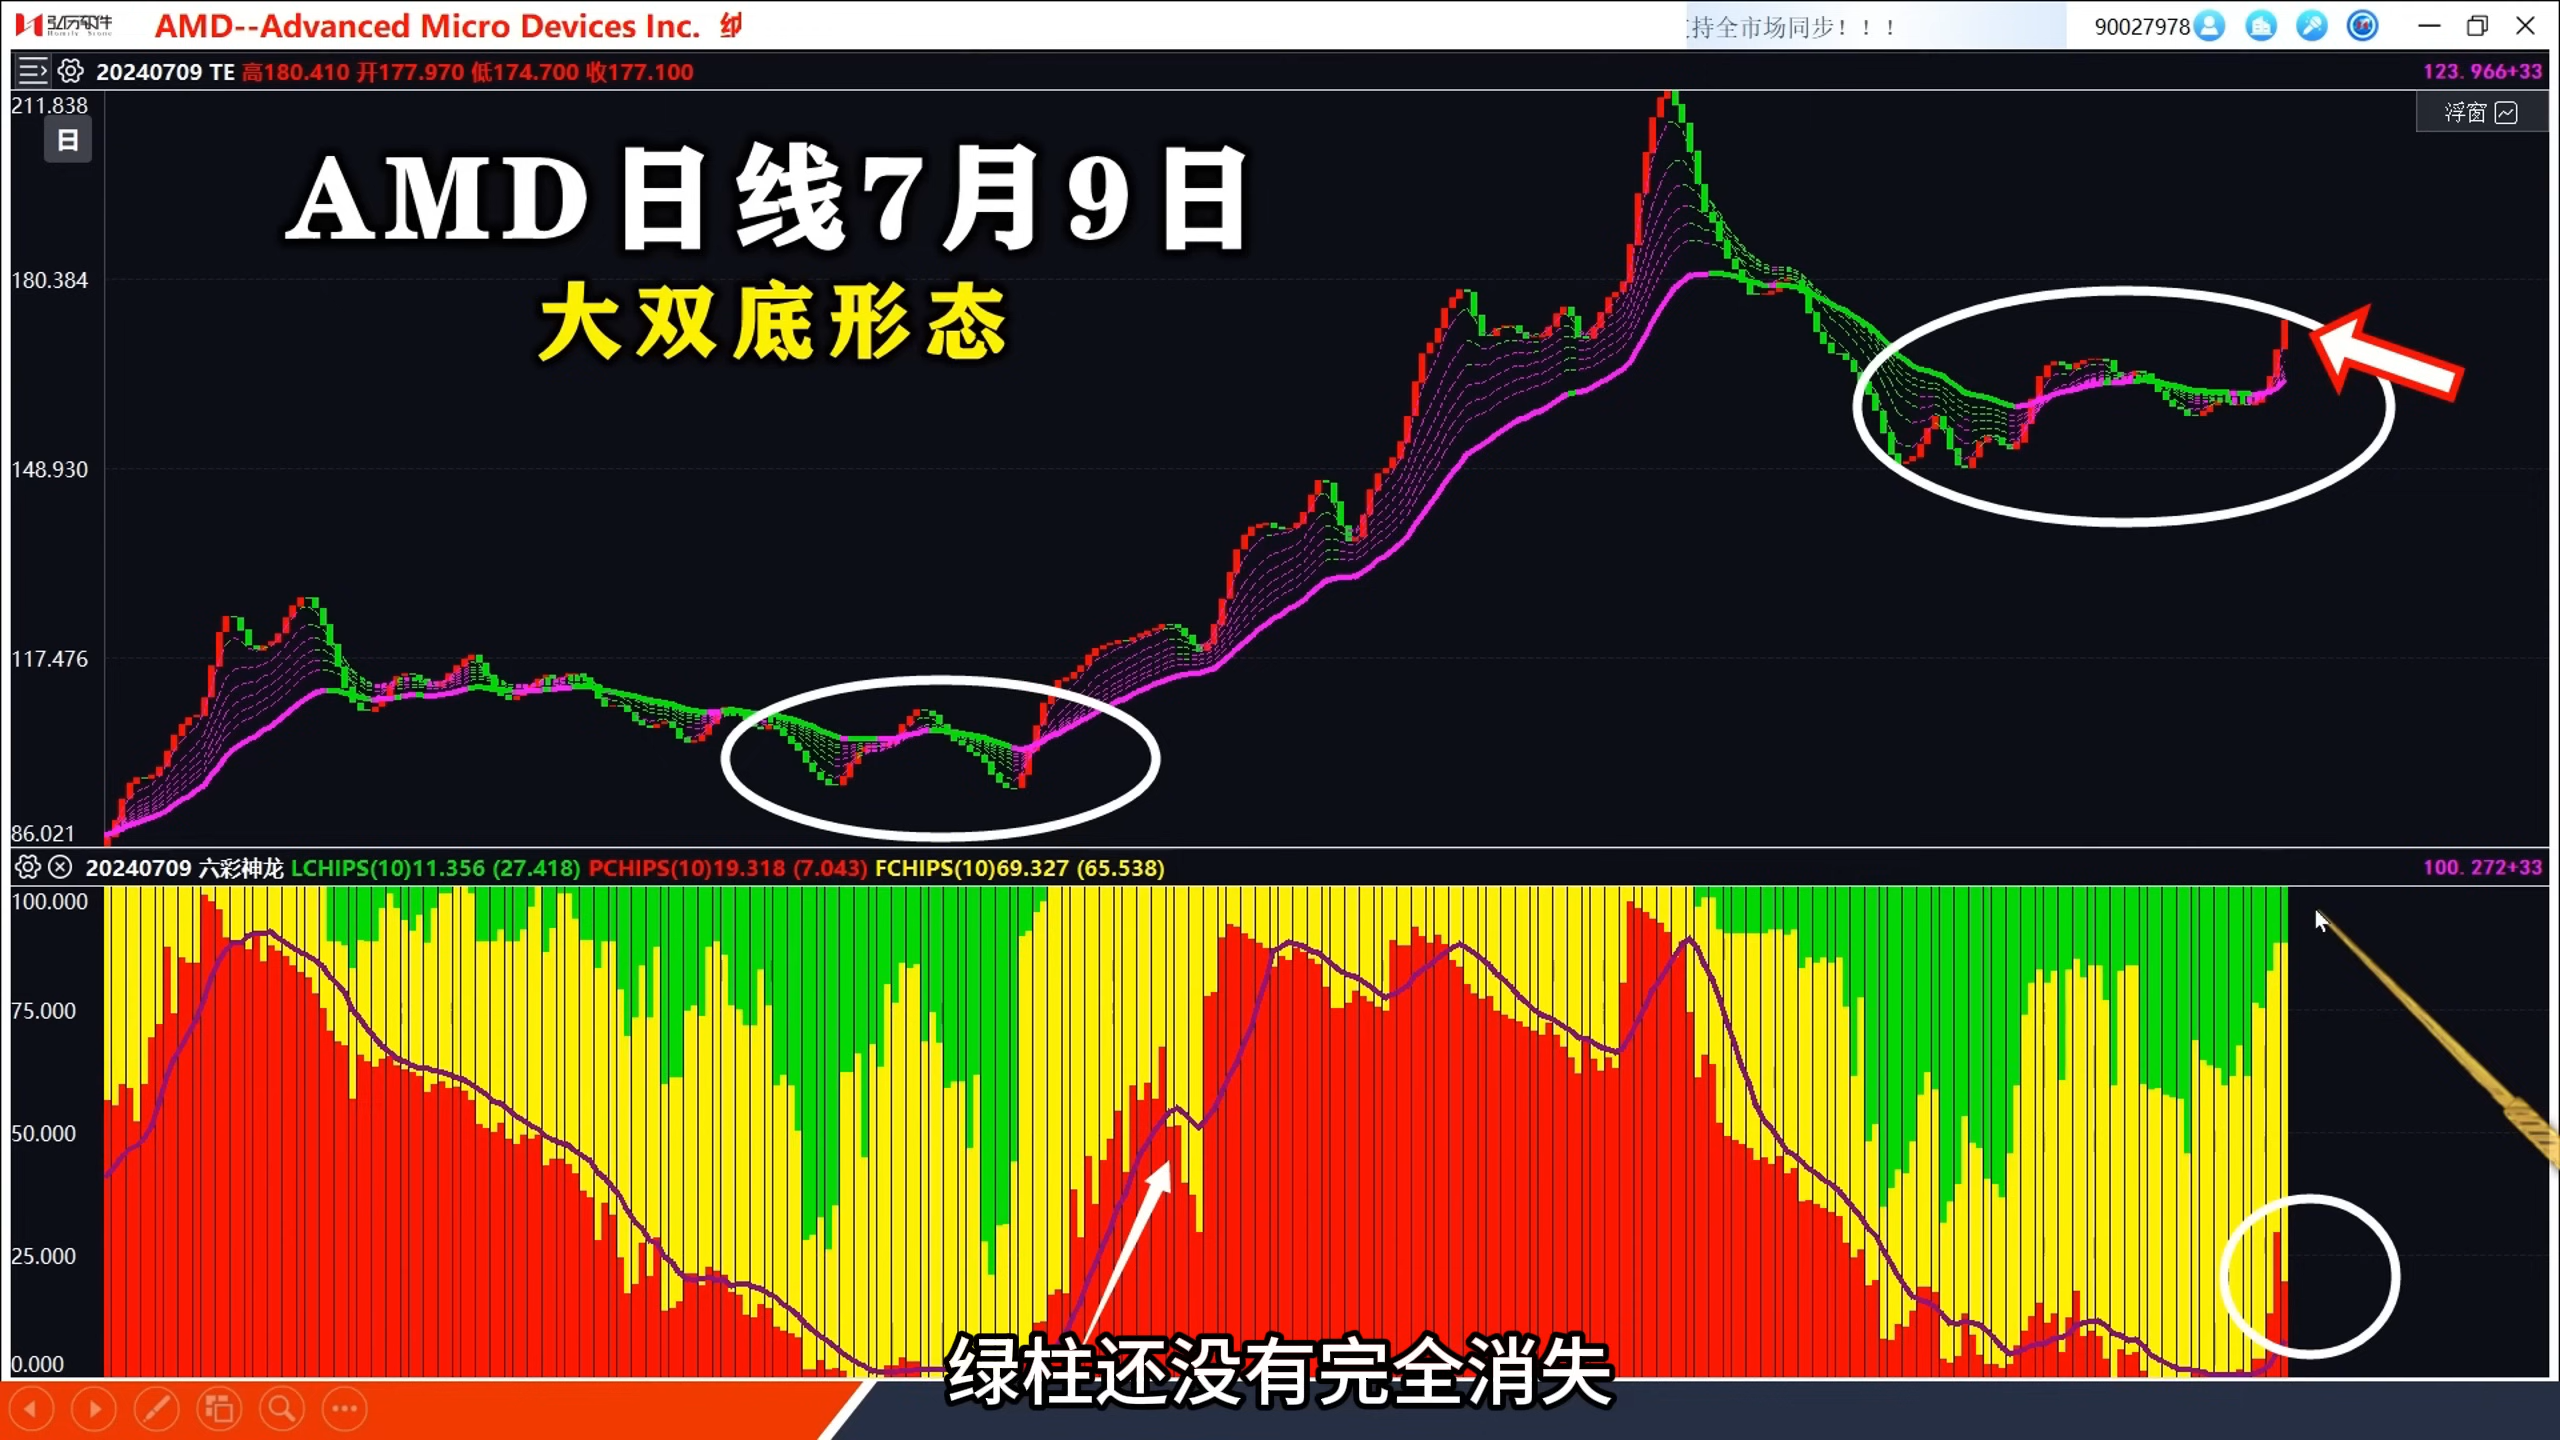 弘历软件
AMD--Advanced Micro Devices Inc.
持全市场同步！！！
90027978
20240709 TE 高180.410 开177.970 低174.700 收177.100
123.966+33
211.838
日
浮窗
AMD日线7月9日
大双底形态
180.384
148.930
117.476
86.021
20240709 六彩神龙 LCHIPS(10)11.356 (27.418) PCHIPS(10)19.318 (7.043) FCHIPS(10)69.327 (65.538)
100.272+33
100.000
75.000
50.000
25.000
0.000
绿柱还没有完全消失